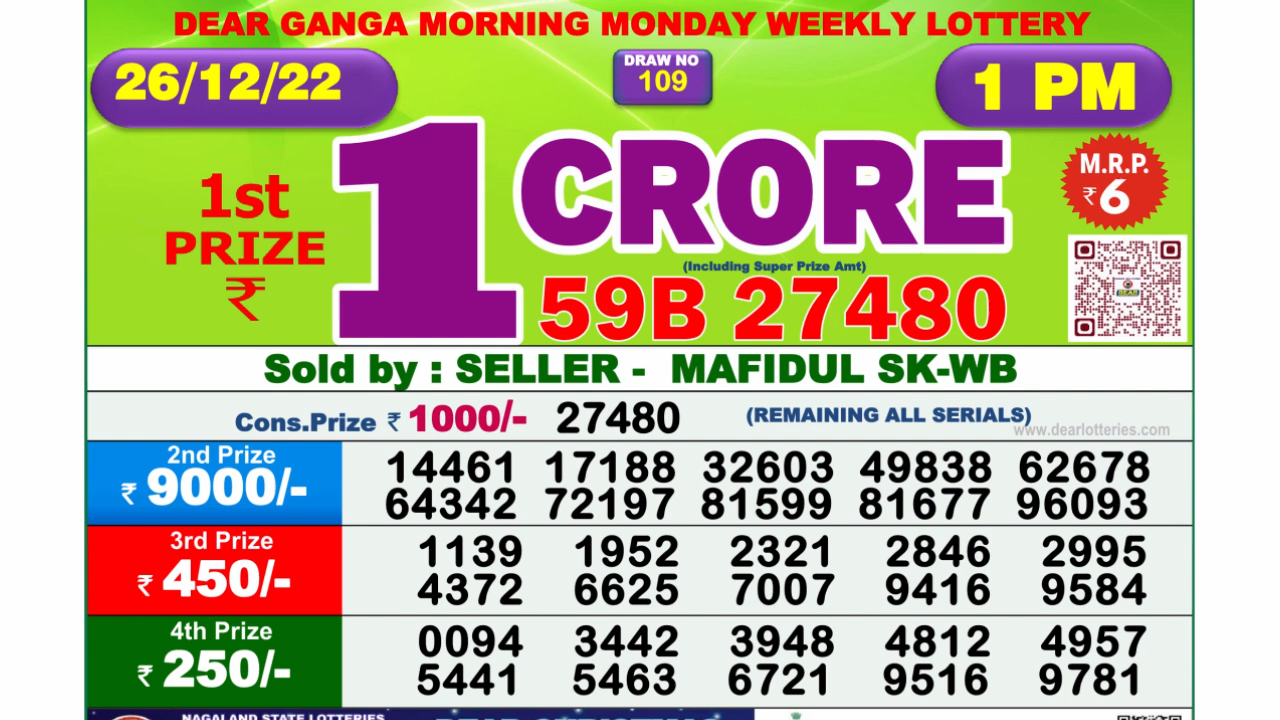 DEAR GANGA MORNING MONDAY WEEKLY LOTTERY
26/12/22
DRAW NO
109
1 PM
1st
PRIZE
₹
1 CRORE
(Including Super Prize Amt)
59B 27480
M.R.P.
₹ 6
DEAR
Sold by : SELLER - MAFIDUL SK-WB
Cons.Prize ₹ 1000/- 27480 (REMAINING ALL SERIALS)
www.dearlotteries.com
2nd Prize
₹ 9000/-
14461 17188 32603 49838 62678
64342 72197 81599 81677 96093
3rd Prize
₹ 450/-
1139 1952 2321 2846 2995
4372 6625 7007 9416 9584
4th Prize
₹ 250/-
0094 3442 3948 4812 4957
5441 5463 6721 9516 9781
NAGALAND STATE LOTTERIES
DEAR CHRISTMAS